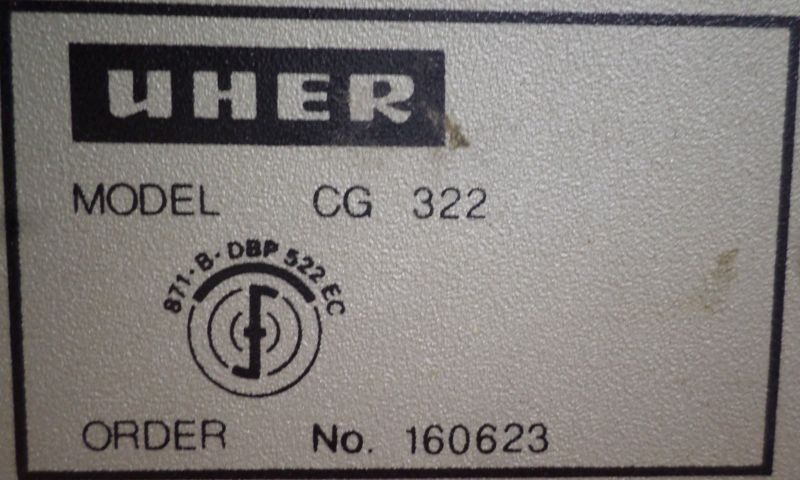 UHER
MODEL CG 322
871-B-DBP 522 EC
ORDER No. 160623